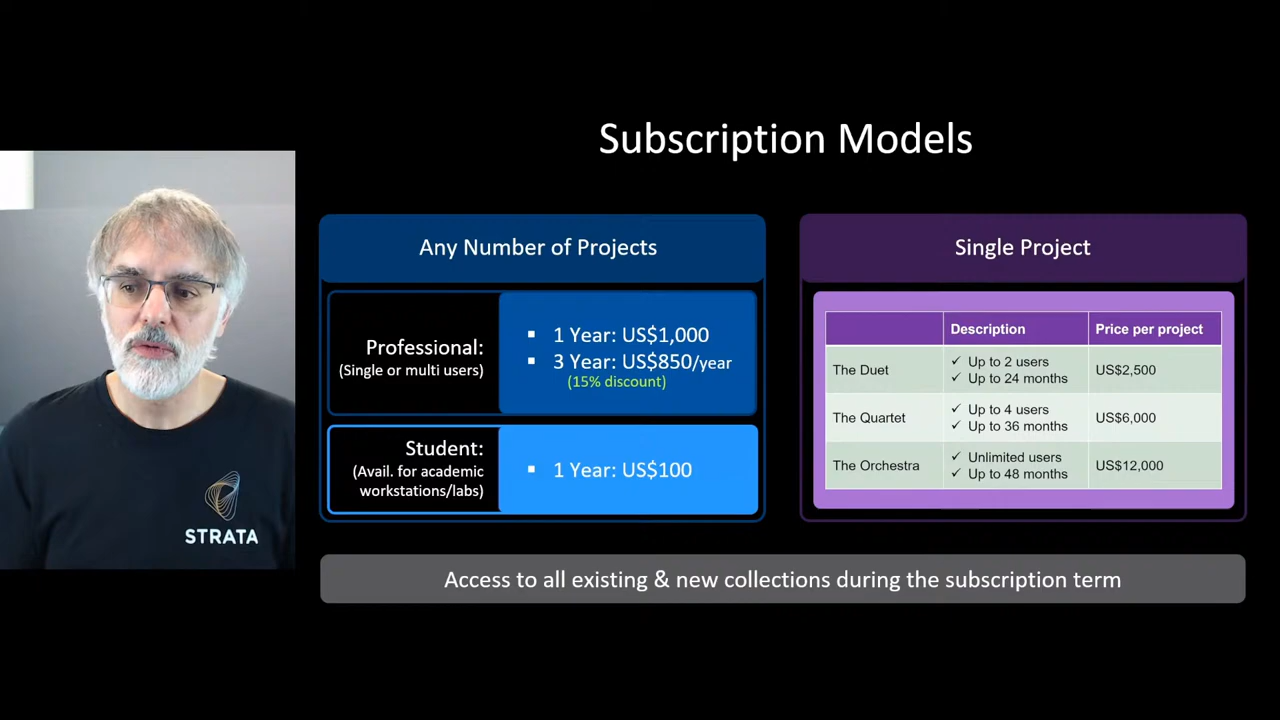 Subscription Models
Any Number of Projects
Professional:
(Single or multi users)
▪ 1 Year: US$1,000
▪ 3 Year: US$850/year
(15% discount)
Student:
(Avail. for academic
workstations/labs)
▪ 1 Year: US$100
Single Project
Description
Price per project
The Duet
✓ Up to 2 users
✓ Up to 24 months
US$2,500
The Quartet
✓ Up to 4 users
✓ Up to 36 months
US$6,000
The Orchestra
✓ Unlimited users
✓ Up to 48 months
US$12,000
Access to all existing & new collections during the subscription term
STRATA